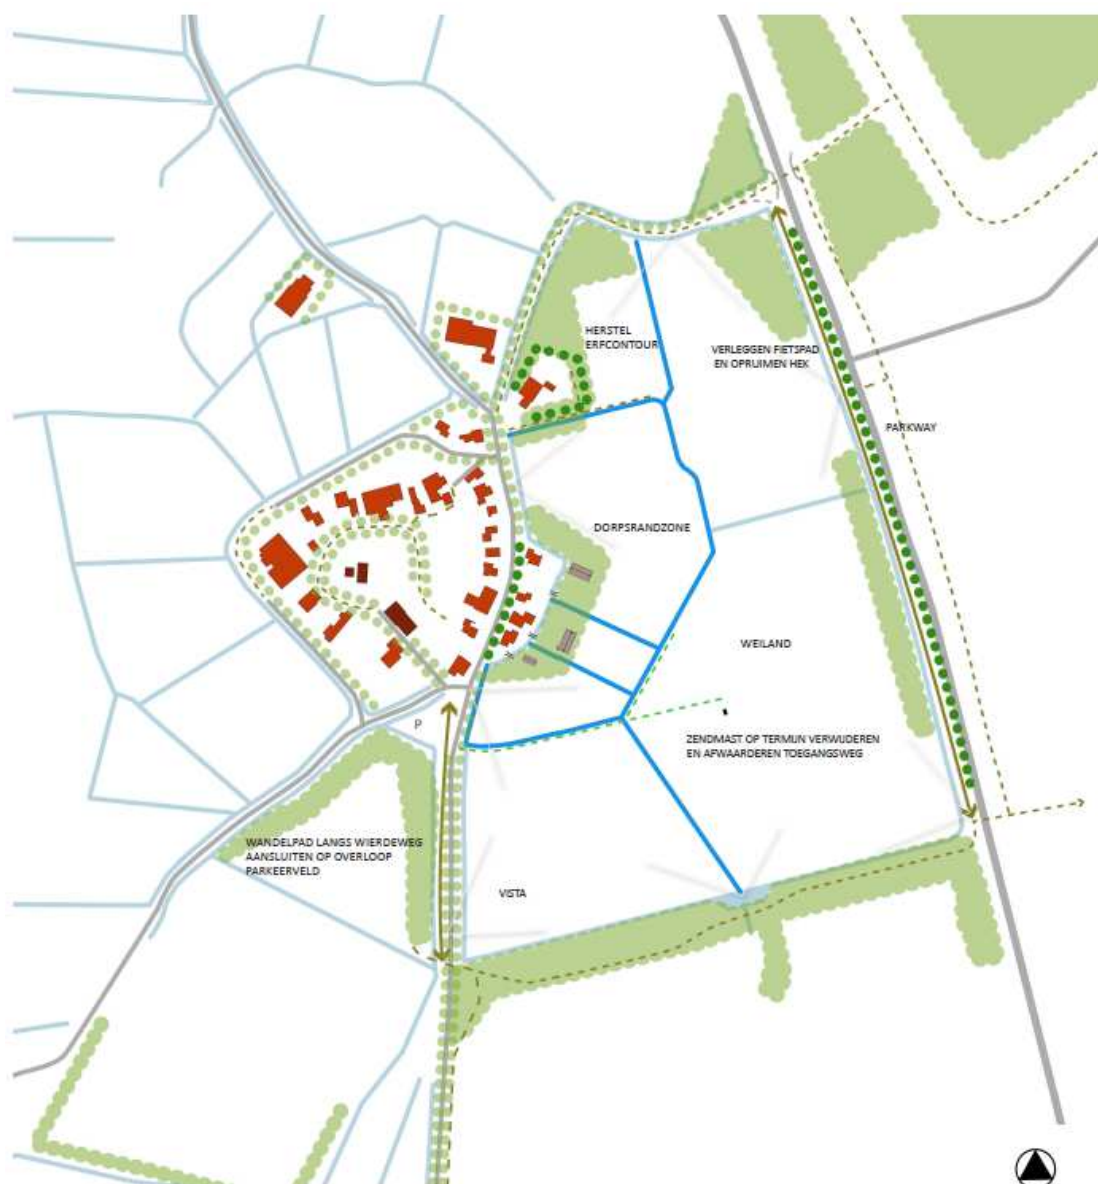 HERSTEL
ERFCONTOUR
VERLEGGEN FIETSPAD
EN OPRUIMEN HEK
PARKWAY
DORPSRANDZONE
WEILAND
P
ZENDMAST OP TERMIJN VERWIJDEREN
EN AFWAARDEREN TOEGANGSWEG
WANDELPAD LANGS WIERDEWEG
AANSLUITEN OP OVERLOOP
PARKEERVELD
VISTA